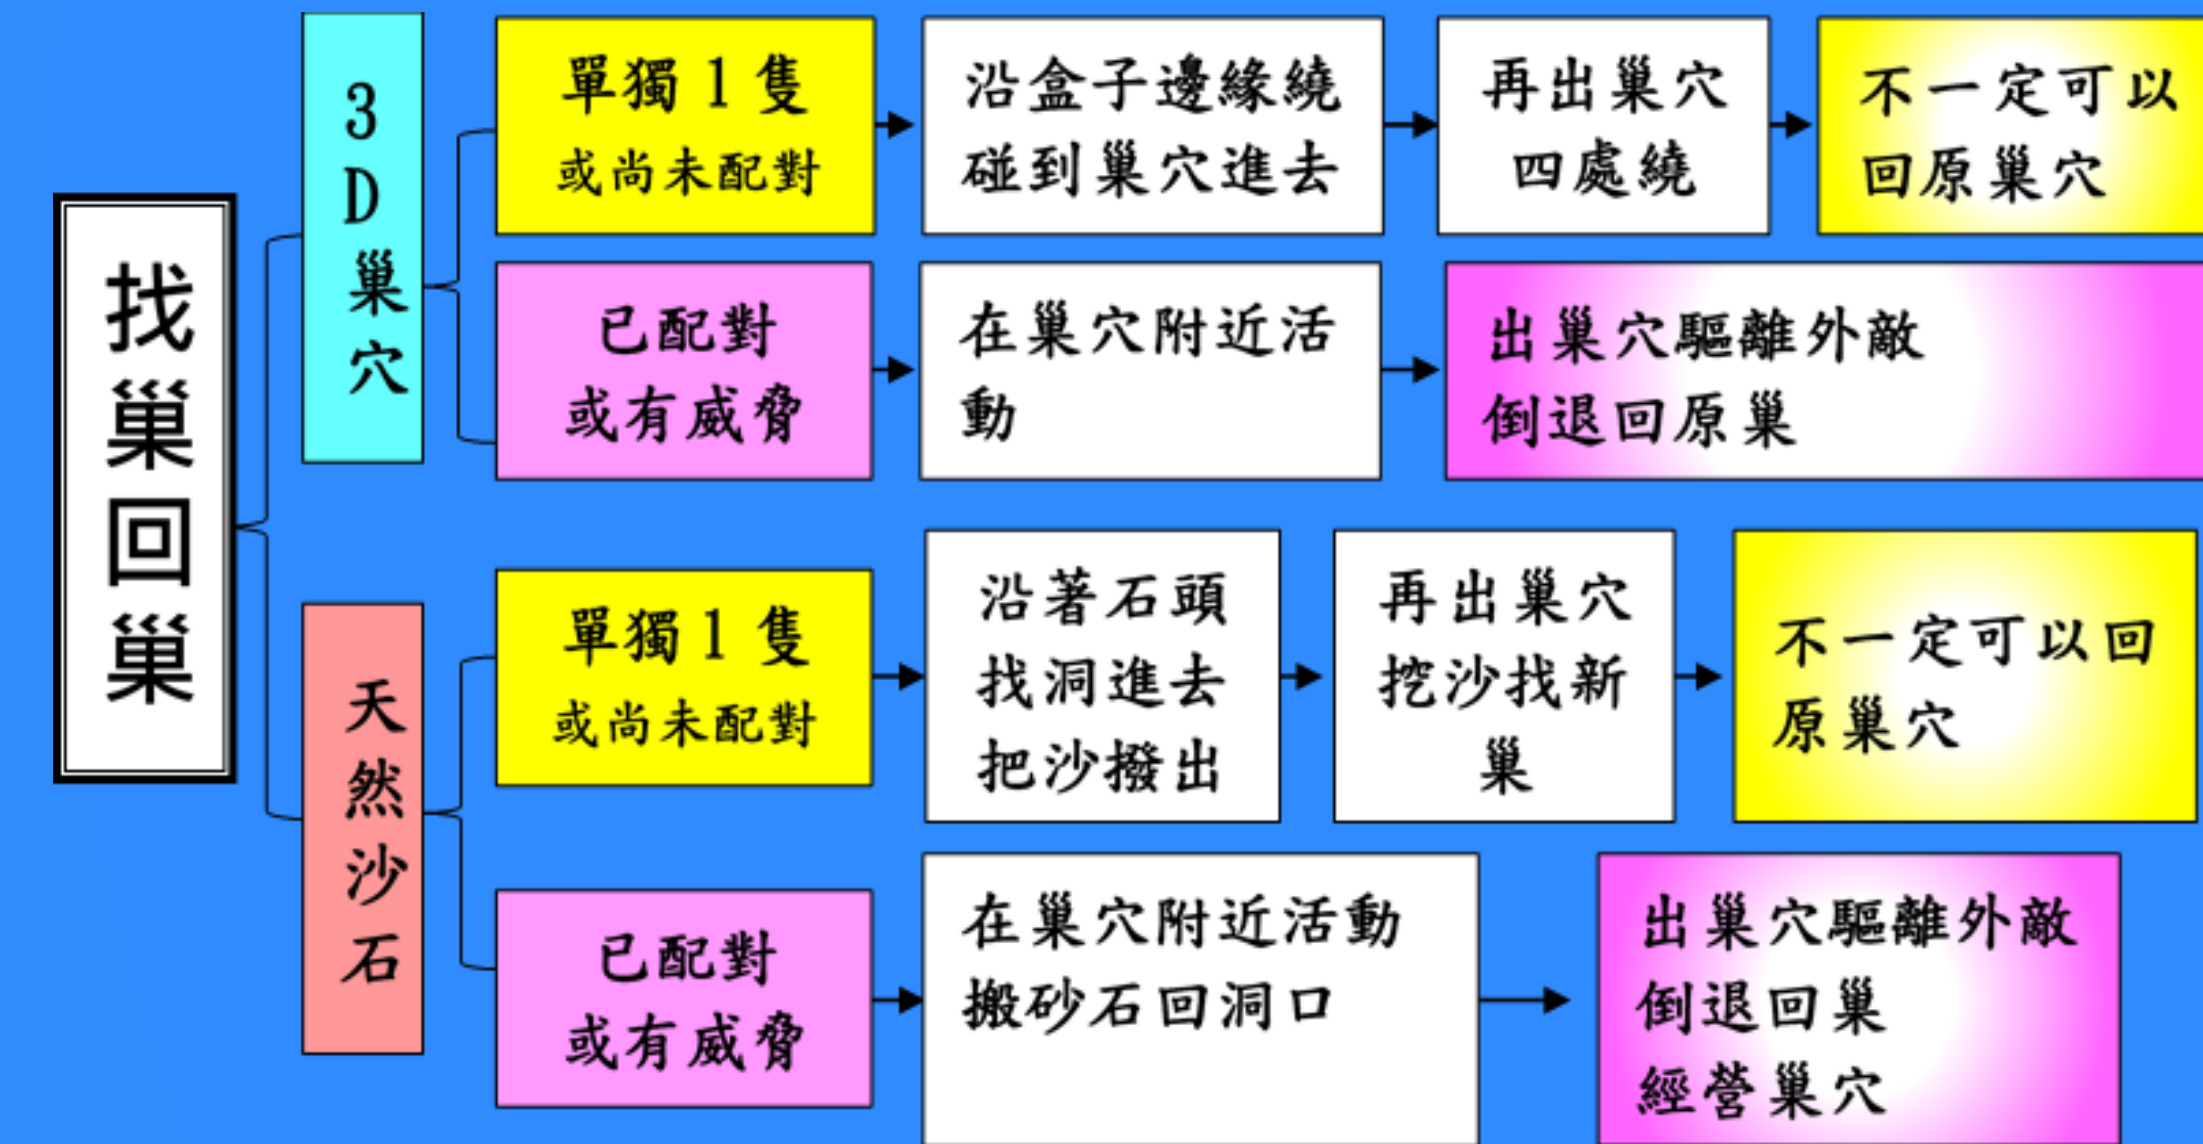 找巢回巢
3D巢穴
單獨1隻
或尚未配對
沿盒子邊緣繞
碰到巢穴進去
再出巢穴
四處繞
不一定可以
回原巢穴
已配對
或有威脅
在巢穴附近活
動
出巢穴驅離外敵
倒退回原巢
天然沙石
單獨1隻
或尚未配對
沿著石頭
找洞進去
把沙撥出
再出巢穴
挖沙找新
巢
不一定可以回
原巢穴
已配對
或有威脅
在巢穴附近活動
搬砂石回洞口
出巢穴驅離外敵
倒退回巢
經營巢穴